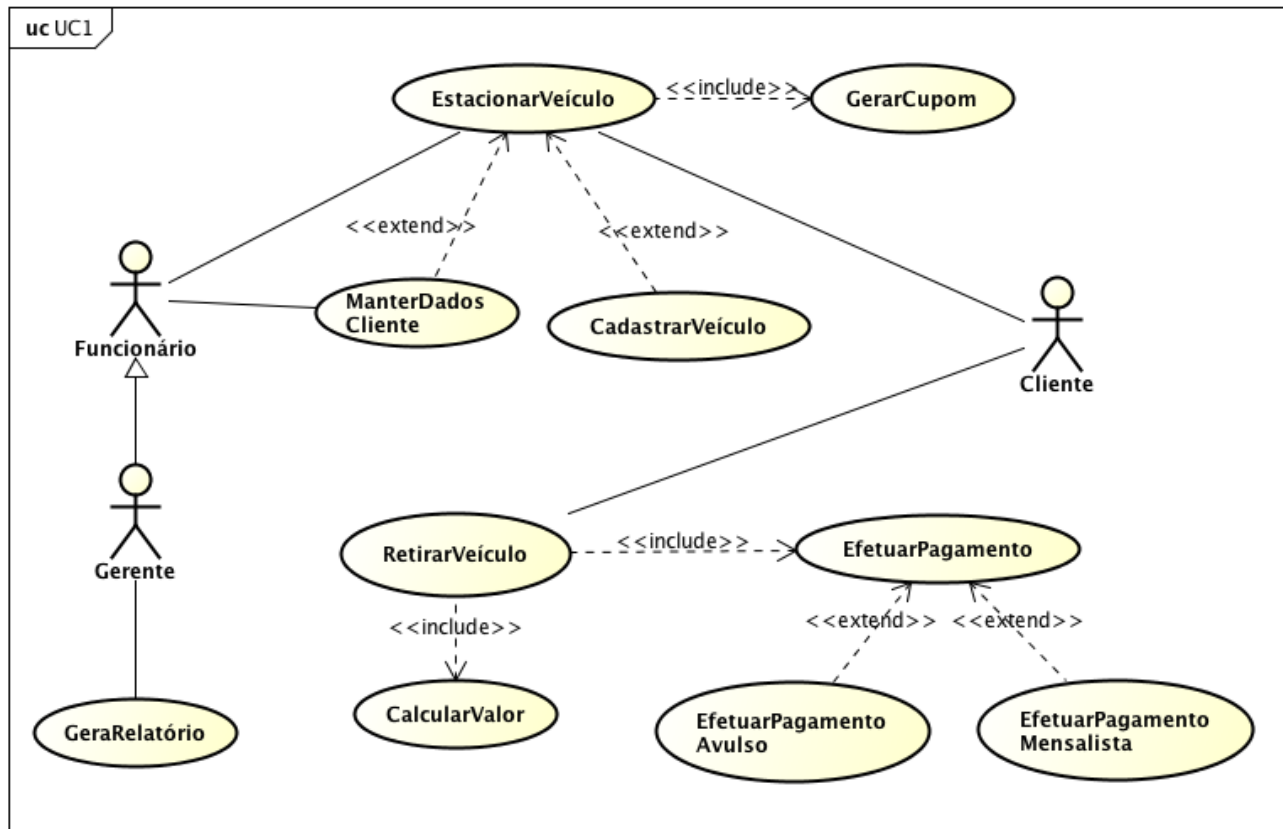 uc UC1
EstacionarVeículo
<<include>>
GerarCupom
<<extend>>
<<extend>>
ManterDados
Cliente
CadastrarVeículo
Funcionário
Cliente
Gerente
RetirarVeículo
<<include>>
EfetuarPagamento
<<include>>
<<extend>>
<<extend>>
CalcularValor
EfetuarPagamento
Avulso
EfetuarPagamento
Mensalista
GeraRelatório